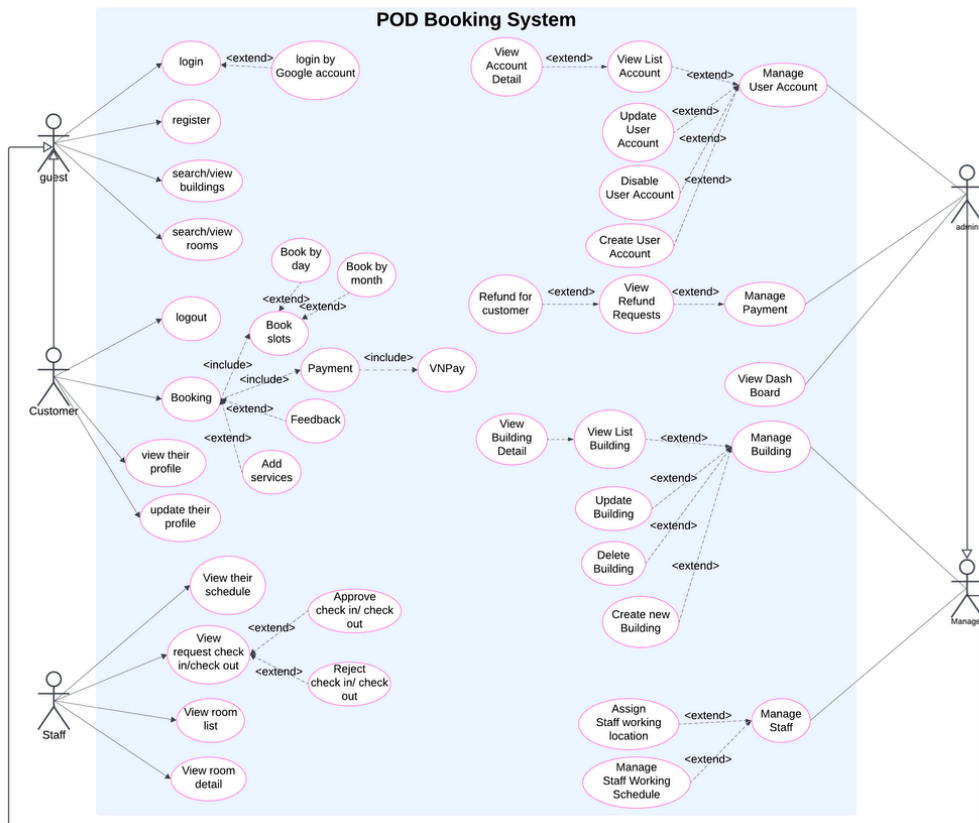 POD Booking System
login
<extend>
login by
Google account
register
search/view
buildings
search/view
rooms
guest
Book by
day
Book by
month
<extend>
<extend>
Book
slots
logout
<include>
Booking
<include>
Payment
<include>
VNPay
<extend>
Feedback
<extend>
Add
services
view their
profile
update their
profile
Customer
View their
schedule
View
request check
in/check out
<extend>
Approve
check in/ check
out
<extend>
Reject
check in/ check
out
View room
list
View room
detail
Staff
View
Account
Detail
<extend>
View List
Account
<extend>
Manage
User Account
Update
User
Account
<extend>
<extend>
Disable
User Account
<extend>
Create User
Account
Refund for
customer
<extend>
View
Refund
Requests
<extend>
Manage
Payment
View Dash
Board
admin
View
Building
Detail
View List
Building
<extend>
Manage
Building
<extend>
Update
Building
<extend>
Delete
Building
<extend>
Create new
Building
Assign
Staff working
location
<extend>
Manage
Staff
<extend>
Manage
Staff Working
Schedule
Manage